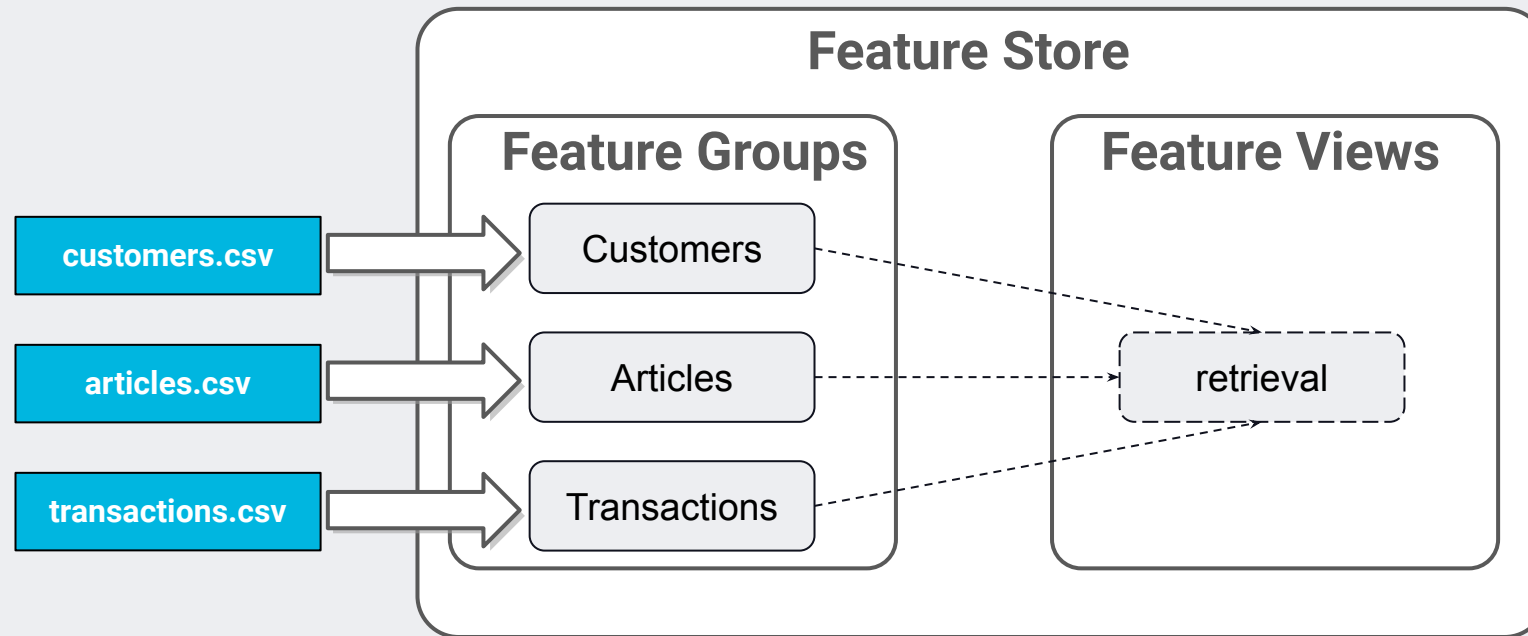 Feature Store
Feature Groups
Feature Views
customers.csv
Customers
articles.csv
Articles
retrieval
transactions.csv
Transactions